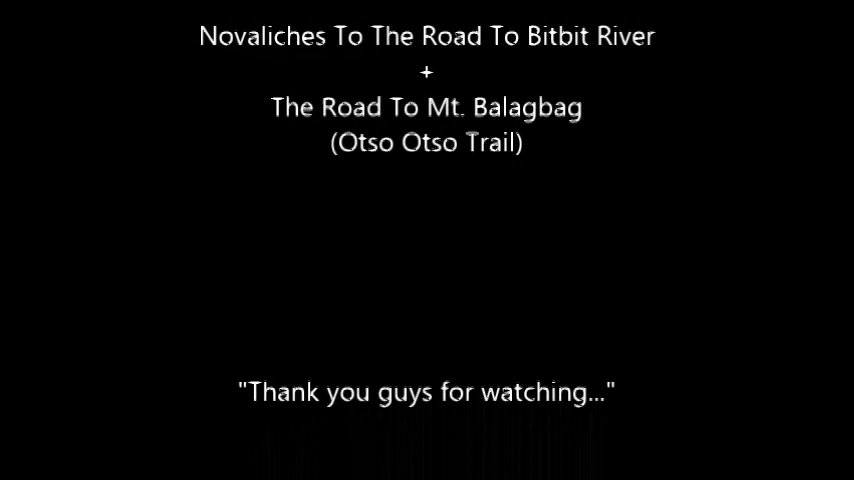 Novaliches To The Road To Bitbit River
+
The Road To Mt. Balagbag
(Otso Otso Trail)
"Thank you guys for watching..."